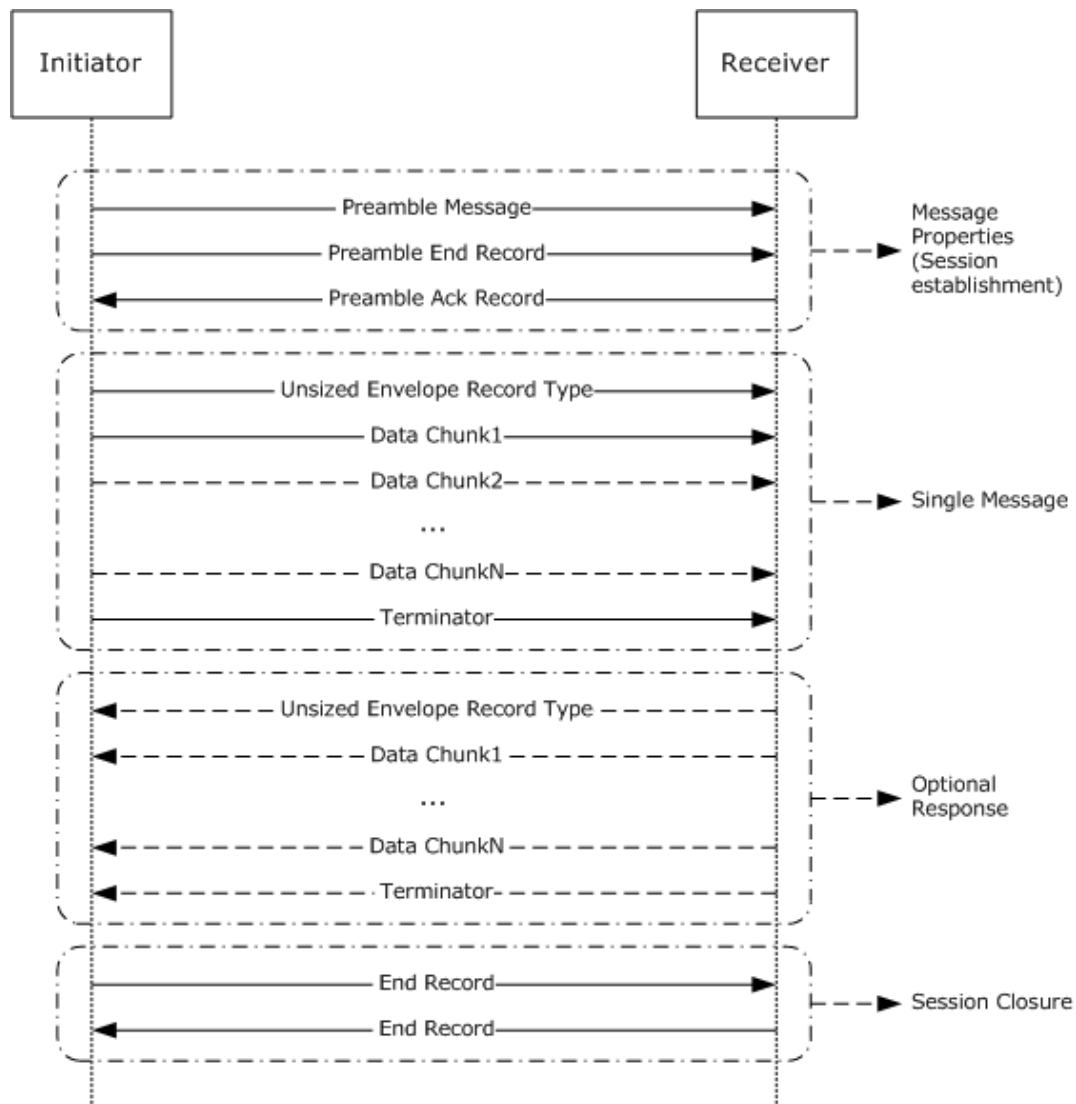 Initiator
Receiver
Preamble Message
Preamble End Record
Preamble Ack Record
Message
Properties
(Session
establishment)
Unsized Envelope Record Type
Data Chunk1
Data Chunk2
...
Data ChunkN
Terminator
Single Message
Unsized Envelope Record Type
Data Chunk1
...
Data ChunkN
Terminator
Optional
Response
End Record
End Record
Session Closure